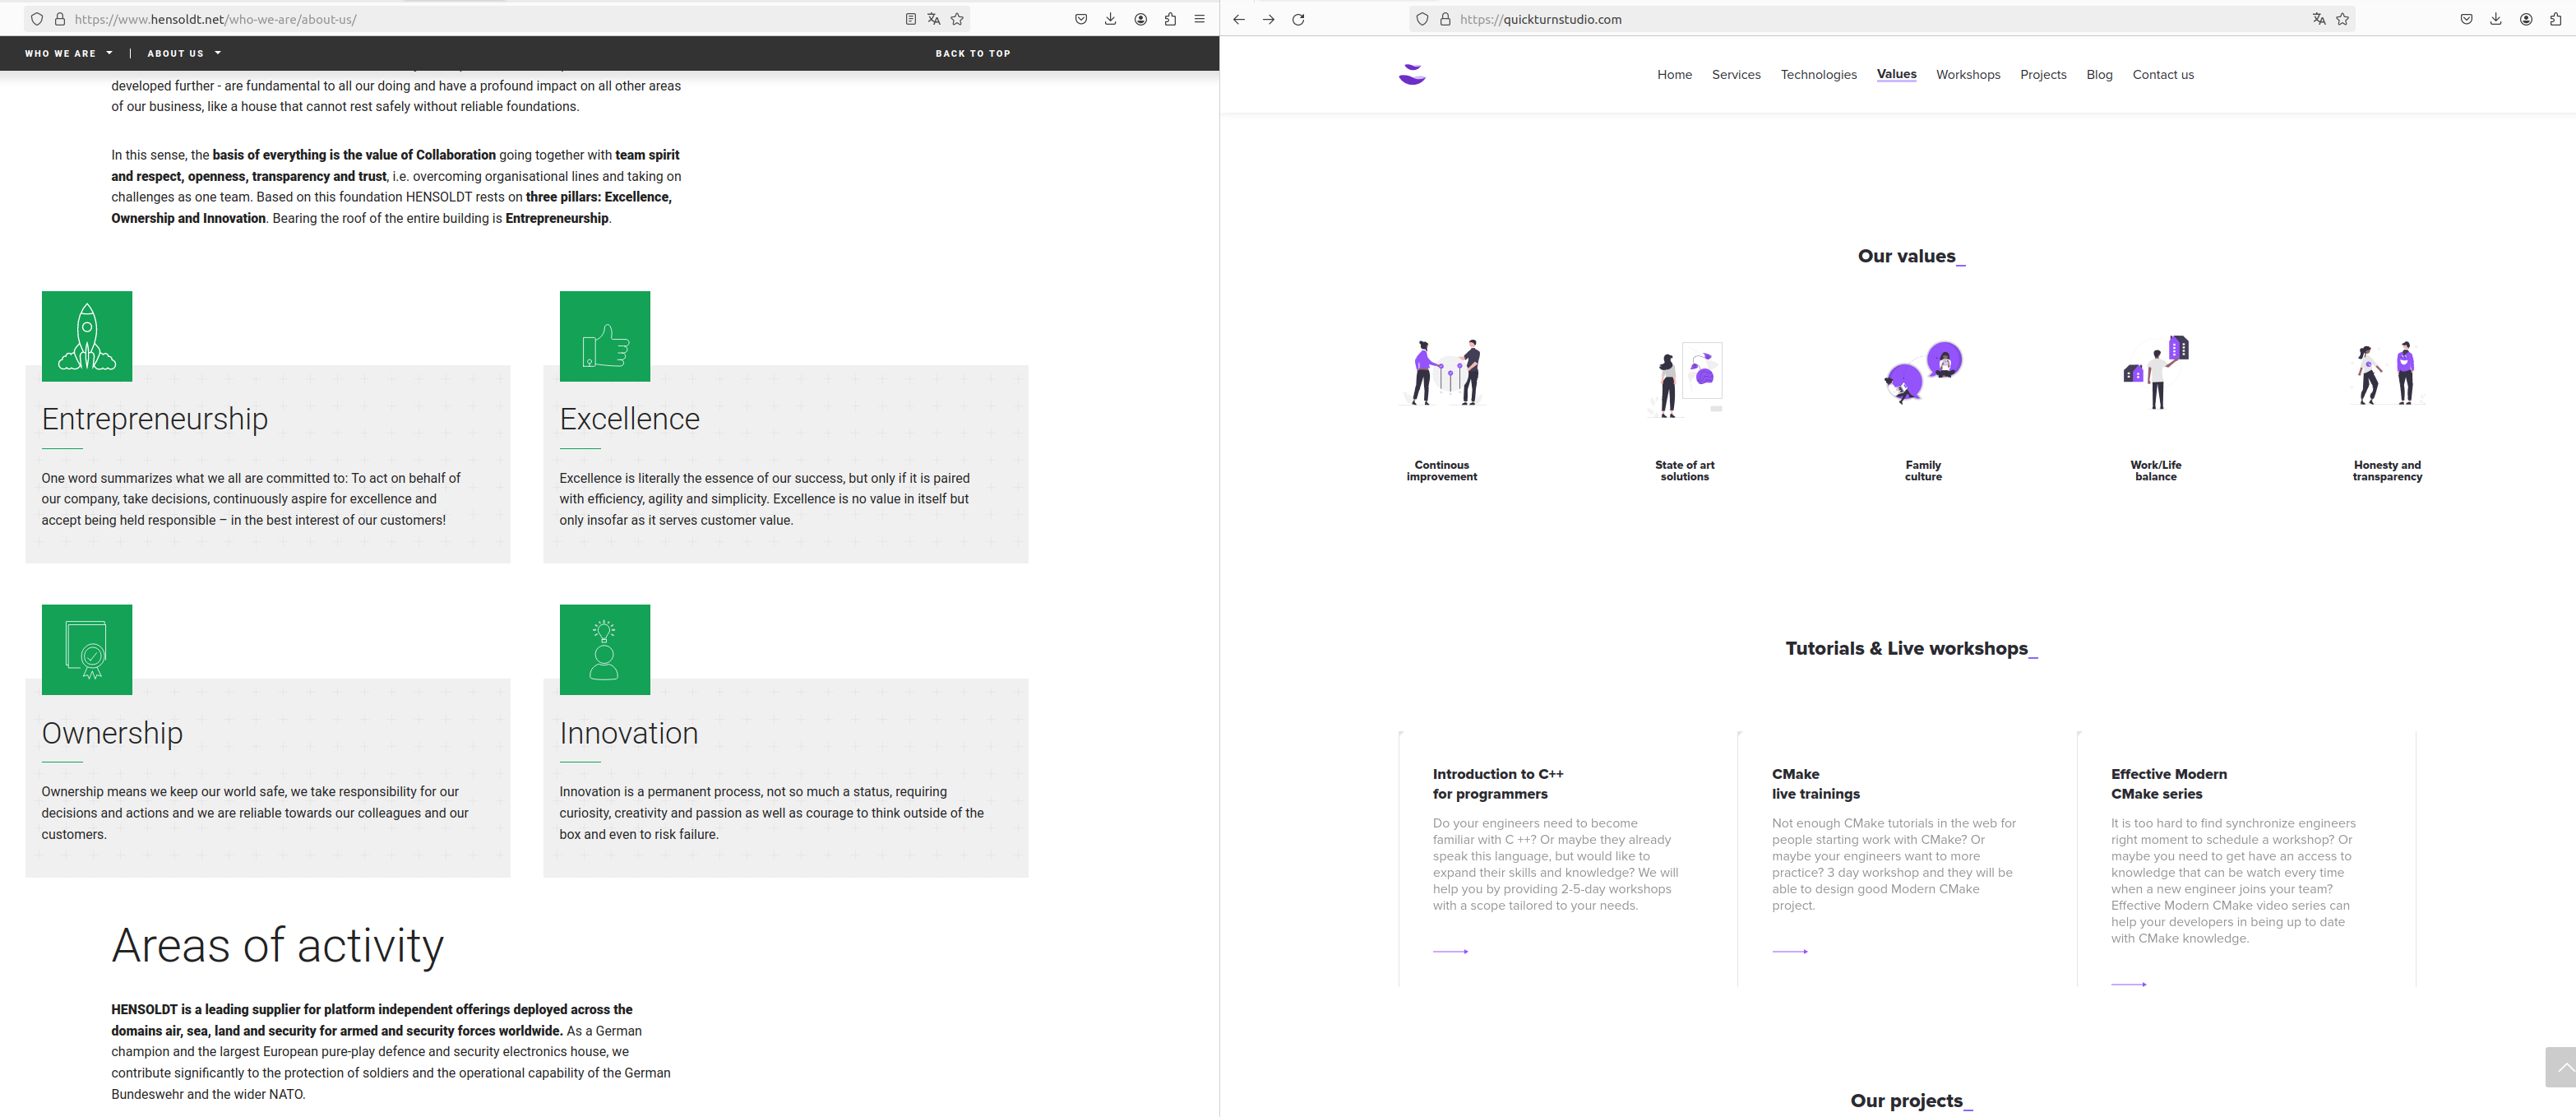 https://www.hensoldt.net/who-we-are/about-us/
WHO WE ARE
ABOUT US
BACK TO TOP
developed further - are fundamental to all our doing and have a profound impact on all other areas
of our business, like a house that cannot rest safely without reliable foundations.
In this sense, the basis of everything is the value of Collaboration going together with team spirit
and respect, openness, transparency and trust, i.e. overcoming organisational lines and taking on
challenges as one team. Based on this foundation HENSOLDT rests on three pillars: Excellence,
Ownership and Innovation. Bearing the roof of the entire building is Entrepreneurship.
Entrepreneurship
One word summarizes what we all are committed to: To act on behalf of
our company, take decisions, continuously aspire for excellence and
accept being held responsible – in the best interest of our customers!
Excellence
Excellence is literally the essence of our success, but only if it is paired
with efficiency, agility and simplicity. Excellence is no value in itself but
only insofar as it serves customer value.
Ownership
Ownership means we keep our world safe, we take responsibility for our
decisions and actions and we are reliable towards our colleagues and our
customers.
Innovation
Innovation is a permanent process, not so much a status, requiring
curiosity, creativity and passion as well as courage to think outside of the
box and even to risk failure.
Areas of activity
HENSOLDT is a leading supplier for platform independent offerings deployed across the
domains air, sea, land and security for armed and security forces worldwide. As a German
champion and the largest European pure-play defence and security electronics house, we
contribute significantly to the protection of soldiers and the operational capability of the German
Bundeswehr and the wider NATO.
https://quickturnstudio.com
Home
Services
Technologies
Values
Workshops
Projects
Blog
Contact us
Our values_
Continous
improvement
State of art
solutions
Family
culture
Work/Life
balance
Honesty and
transparency
Tutorials & Live workshops_
Introduction to C++
for programmers
Do your engineers need to become
familiar with C ++? Or maybe they already
speak this language, but would like to
expand their skills and knowledge? We will
help you by providing 2-5-day workshops
with a scope tailored to your needs.
CMake
live trainings
Not enough CMake tutorials in the web for
people starting work with CMake? Or
maybe your engineers want to more
practice? 3 day workshop and they will be
able to design good Modern CMake
project.
Effective Modern
CMake series
It is too hard to find synchronize engineers
right moment to schedule a workshop? Or
maybe you need to get have an access to
knowledge that can be watch every time
when a new engineer joins your team?
Effective Modern CMake video series can
help your developers in being up to date
with CMake knowledge.
Our projects_